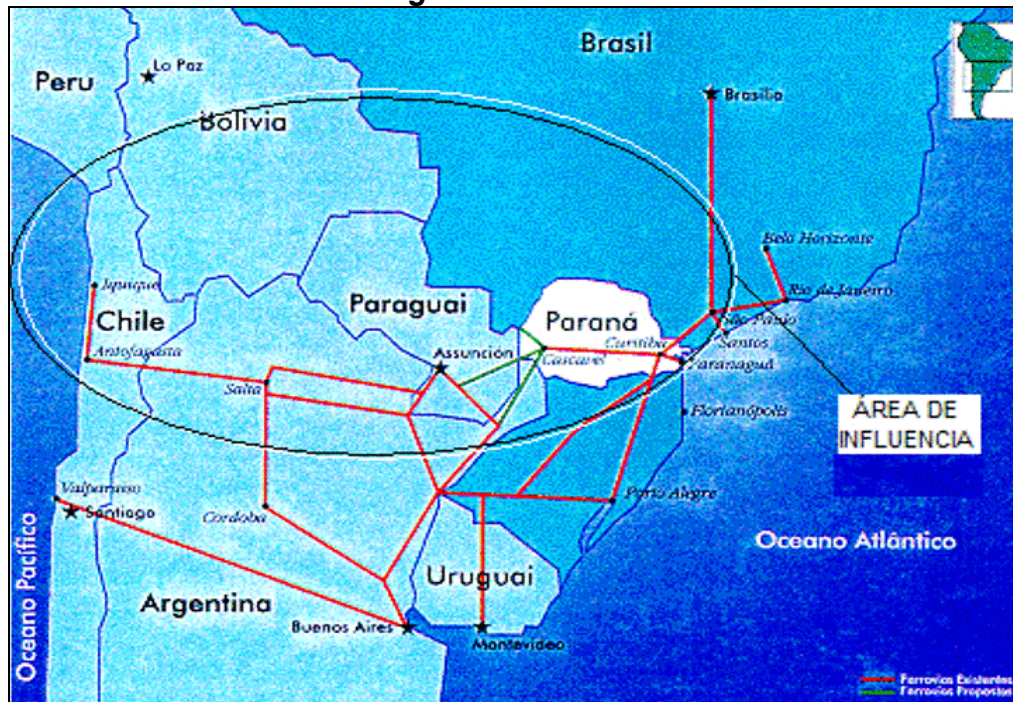 Brasil
Peru
La Paz
Brasília
Bolívia
Belo Horizonte
Iquique
Rio de Janeiro
Paraguai
Paraná
São Paulo
Chile
Curitiba
Santos
Antofagasta
Assunción
Cascavel
Paranaguá
Salta
Florianópolis
ÁREA DE
INFLUENCIA
Valparaiso
Santiago
Cordoba
Porto Alegre
Oceano Pacífico
Oceano Atlântico
Uruguai
Argentina
Buenos Aires
Montevideo
Ferrovias Existentes
Ferrovias Propostas